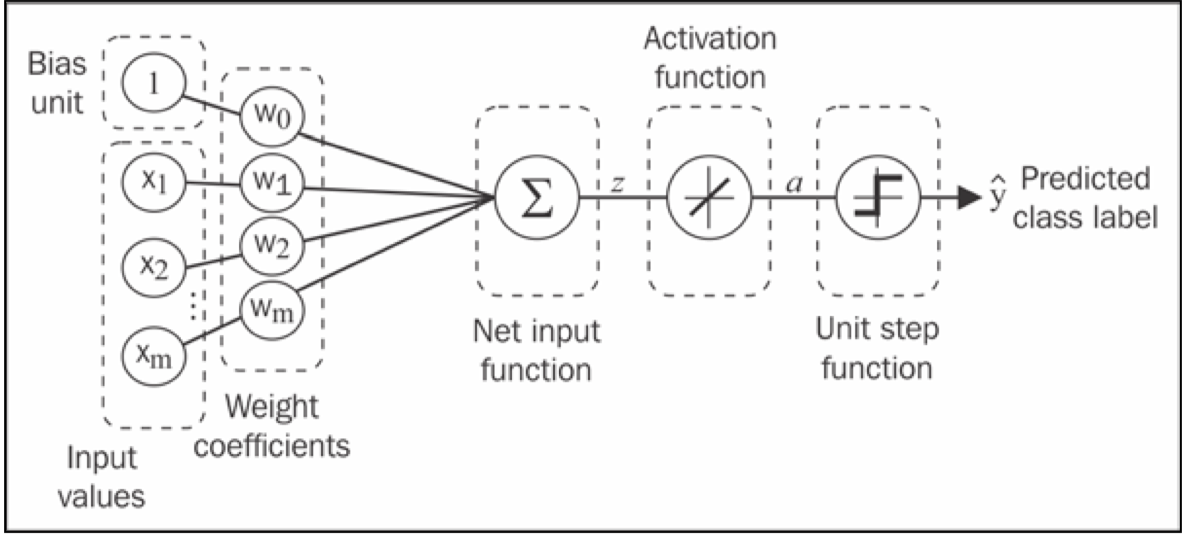 Bias
unit
1
x1
x2
⋮
xm
Input
values
w0
w1
w2
wm
Weight
coefficients
Σ
Net input
function
z
Activation
function
a
Unit step
function
ŷ
Predicted
class label